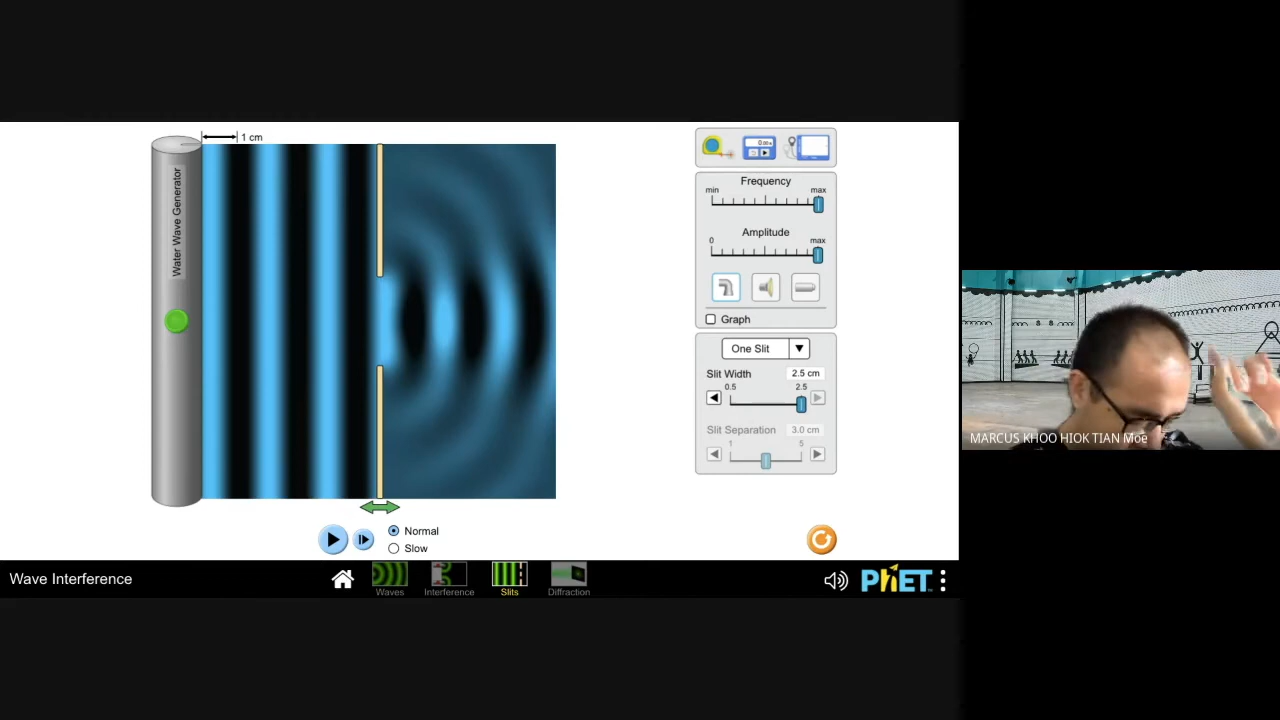 1 cm
Water Wave Generator
0.00 s
Frequency
min max
Amplitude
0 max
Graph
One Slit
Slit Width 2.5 cm
0.5 2.5
Slit Separation 3.0 cm
1 5
Normal
Slow
Wave Interference
Waves
Interference
Slits
Diffraction
PhET
MARCUS KHOO HIOK TIAN Moe